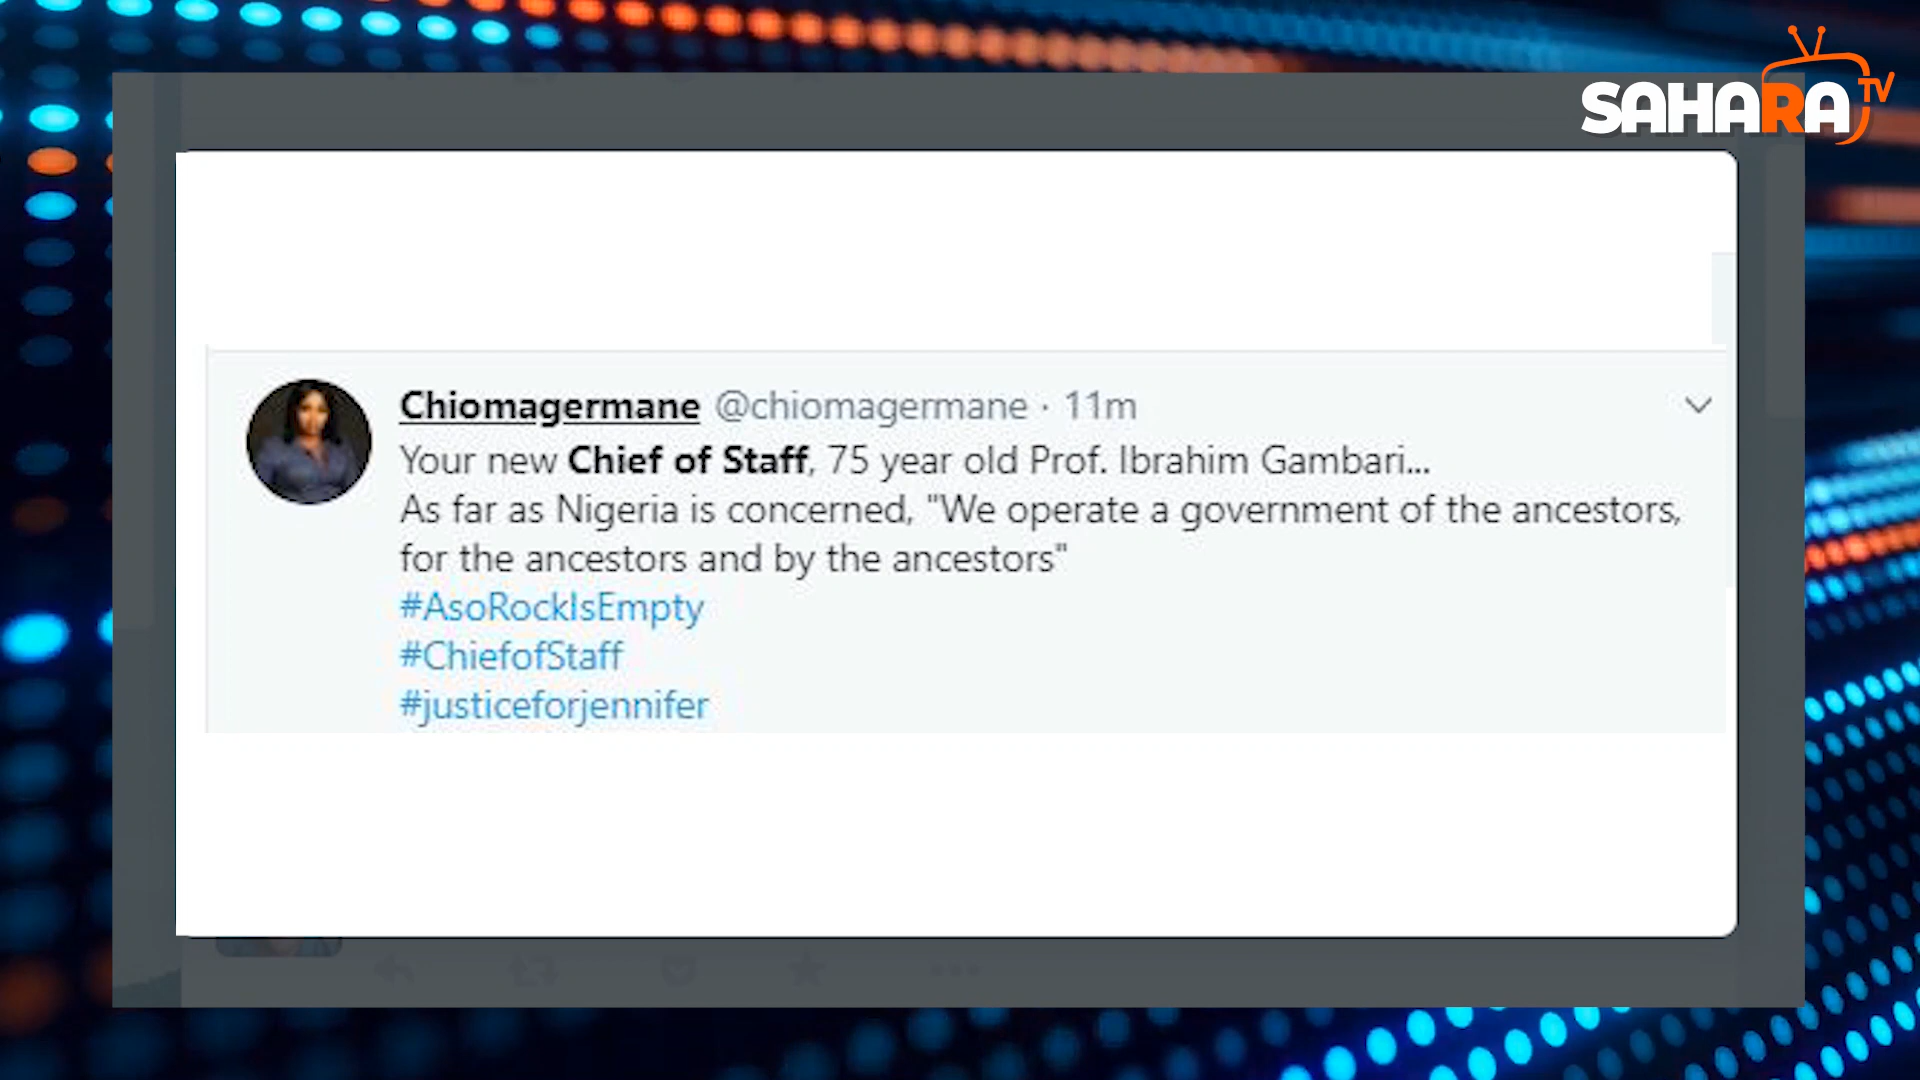 SAHARA TV
Chiomagermane @chiomagermane · 11m
Your new Chief of Staff, 75 year old Prof. Ibrahim Gambari...
As far as Nigeria is concerned, "We operate a government of the ancestors,
for the ancestors and by the ancestors"
#AsoRockIsEmpty
#ChiefofStaff
#justiceforjennifer